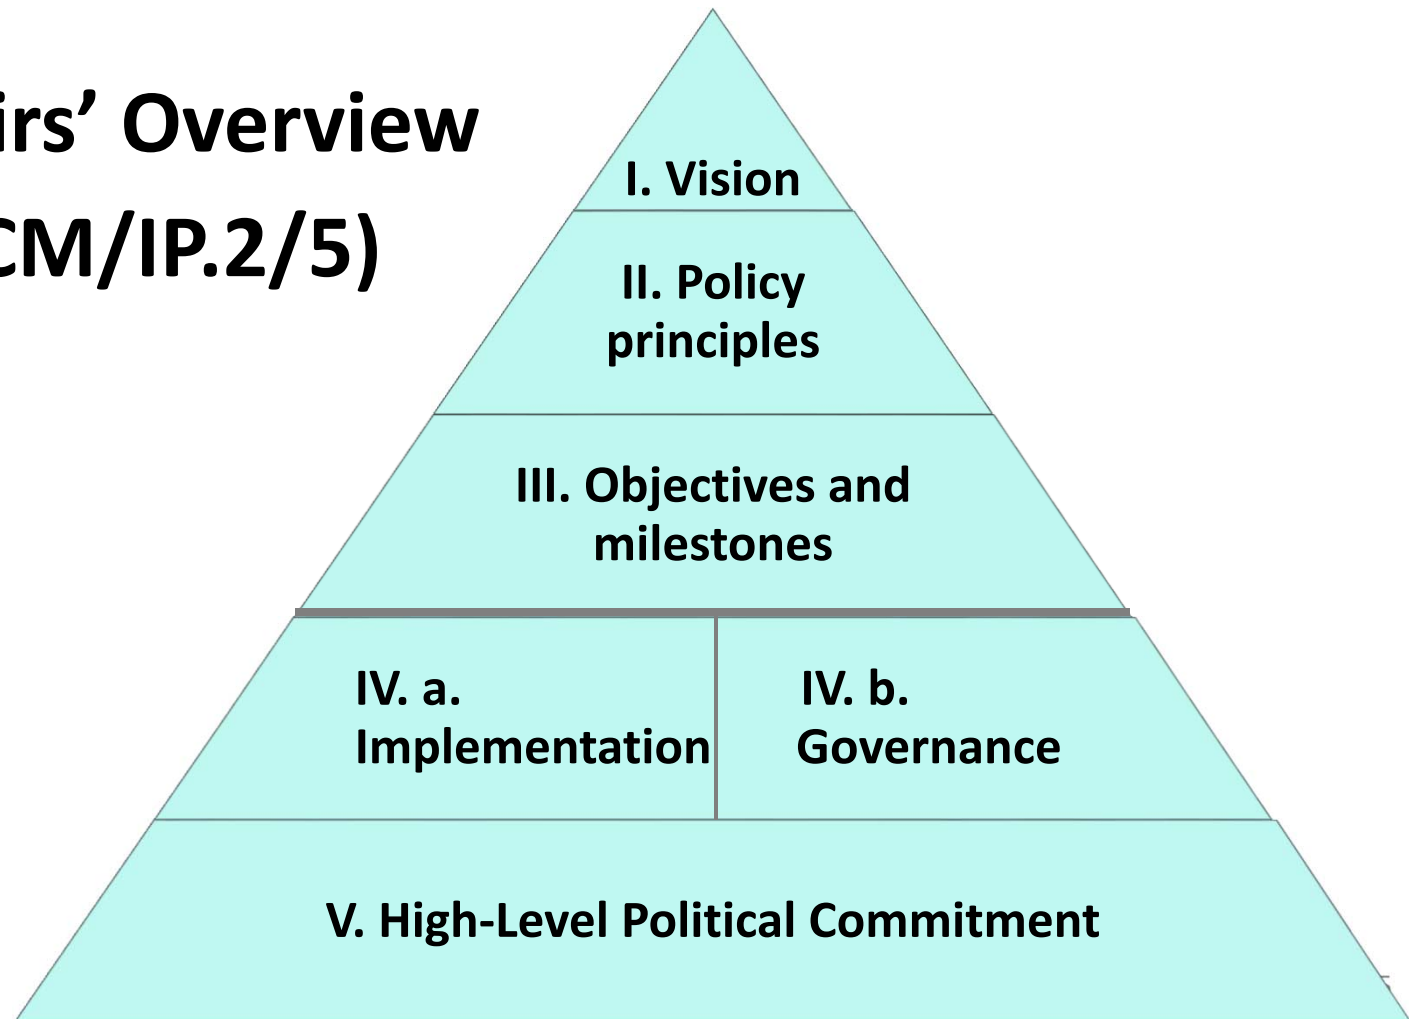 irs’ Overview
CM/IP.2/5)
I. Vision
II. Policy
principles
III. Objectives and
milestones
IV. a.
Implementation
IV. b.
Governance
V. High-Level Political Commitment